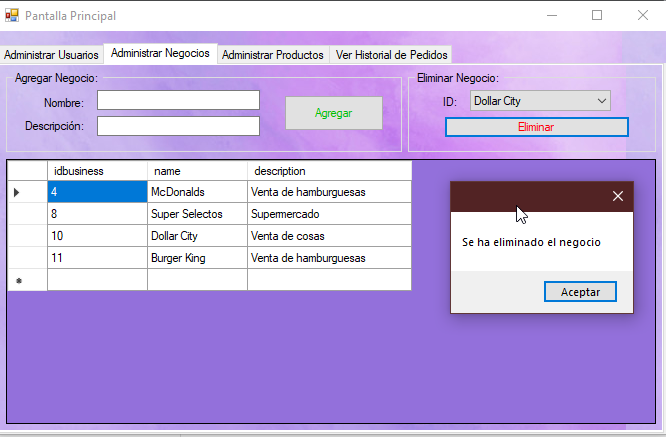 Pantalla Principal
Administrar Usuarios Administrar Negocios Administrar Productos Ver Historial de Pedidos
Agregar Negocio:
Nombre:
Descripción:
Agregar
Eliminar Negocio:
ID: Dollar City
Eliminar
idbusiness name description
4 McDonalds Venta de hamburguesas
8 Super Selectos Supermercado
10 Dollar City Venta de cosas
11 Burger King Venta de hamburguesas
Se ha eliminado el negocio
Aceptar